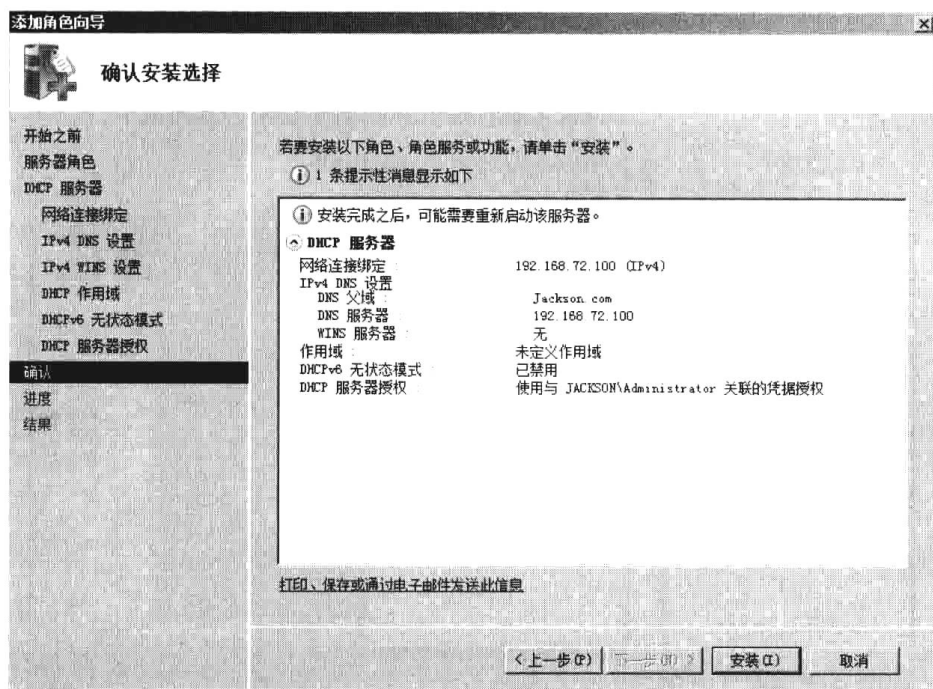 添加角色向导
确认安装选择
开始之前
服务器角色
DHCP 服务器
网络连接绑定
IPv4 DNS 设置
IPv4 WINS 设置
DHCP 作用域
DHCPv6 无状态模式
DHCP 服务器授权
确认
进度
结果
若要安装以下角色、角色服务或功能，请单击“安装”。
1 条提示性消息显示如下
安装完成之后，可能需要重新启动该服务器。
DHCP 服务器
网络连接绑定： 192.168.72.100 (IPv4)
IPv4 DNS 设置
DNS 父域： Jackson.com
DNS 服务器： 192.168.72.100
WINS 服务器： 无
作用域： 未定义作用域
DHCPv6 无状态模式： 已禁用
DHCP 服务器授权： 使用与 JACKSON\Administrator 关联的凭据授权
打印、保存或通过电子邮件发送此信息
< 上一步(P)
下一步(N) >
安装(I)
取消